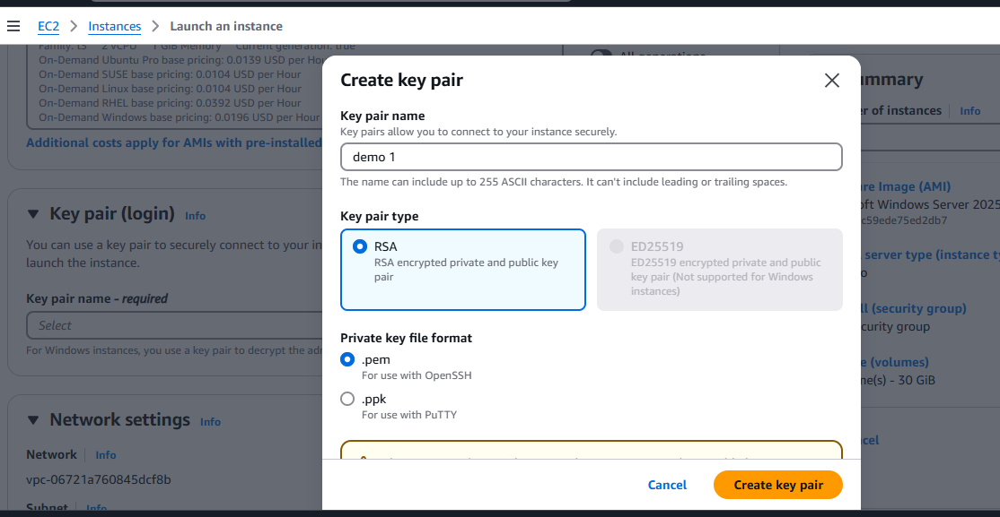 EC2 > Instances > Launch an instance
Family: t3 2 vCPU 1 GiB Memory Current generation: true
On-Demand Ubuntu Pro base pricing: 0.0139 USD per Hou
On-Demand SUSE base pricing: 0.0104 USD per Hour
On-Demand Linux base pricing: 0.0104 USD per Hour
On-Demand RHEL base pricing: 0.0392 USD per Hour
On-Demand Windows base pricing: 0.0196 USD per Hour
Additional costs apply for AMIs with pre-installed
All generations
Key pair (login) Info
You can use a key pair to securely connect to your in
launch the instance.
Key pair name - required
Select
For Windows instances, you use a key pair to decrypt the adm
Network settings Info
Network Info
vpc-06721a760845dcf8b
Subnet Info
Create key pair
Key pair name
Key pairs allow you to connect to your instance securely.
demo 1
The name can include up to 255 ASCII characters. It can't include leading or trailing spaces.
Key pair type
RSA
RSA encrypted private and public key
pair
ED25519
ED25519 encrypted private and public
key pair (Not supported for Windows
instances)
Private key file format
.pem
For use with OpenSSH
.ppk
For use with PuTTY
Cancel
Create key pair
ummary
er of instances Info
re Image (AMI)
oft Windows Server 2025
c59ede75ed2db7
server type (instance ty
o
ll (security group)
curity group
e (volumes)
me(s) - 30 GiB
cel